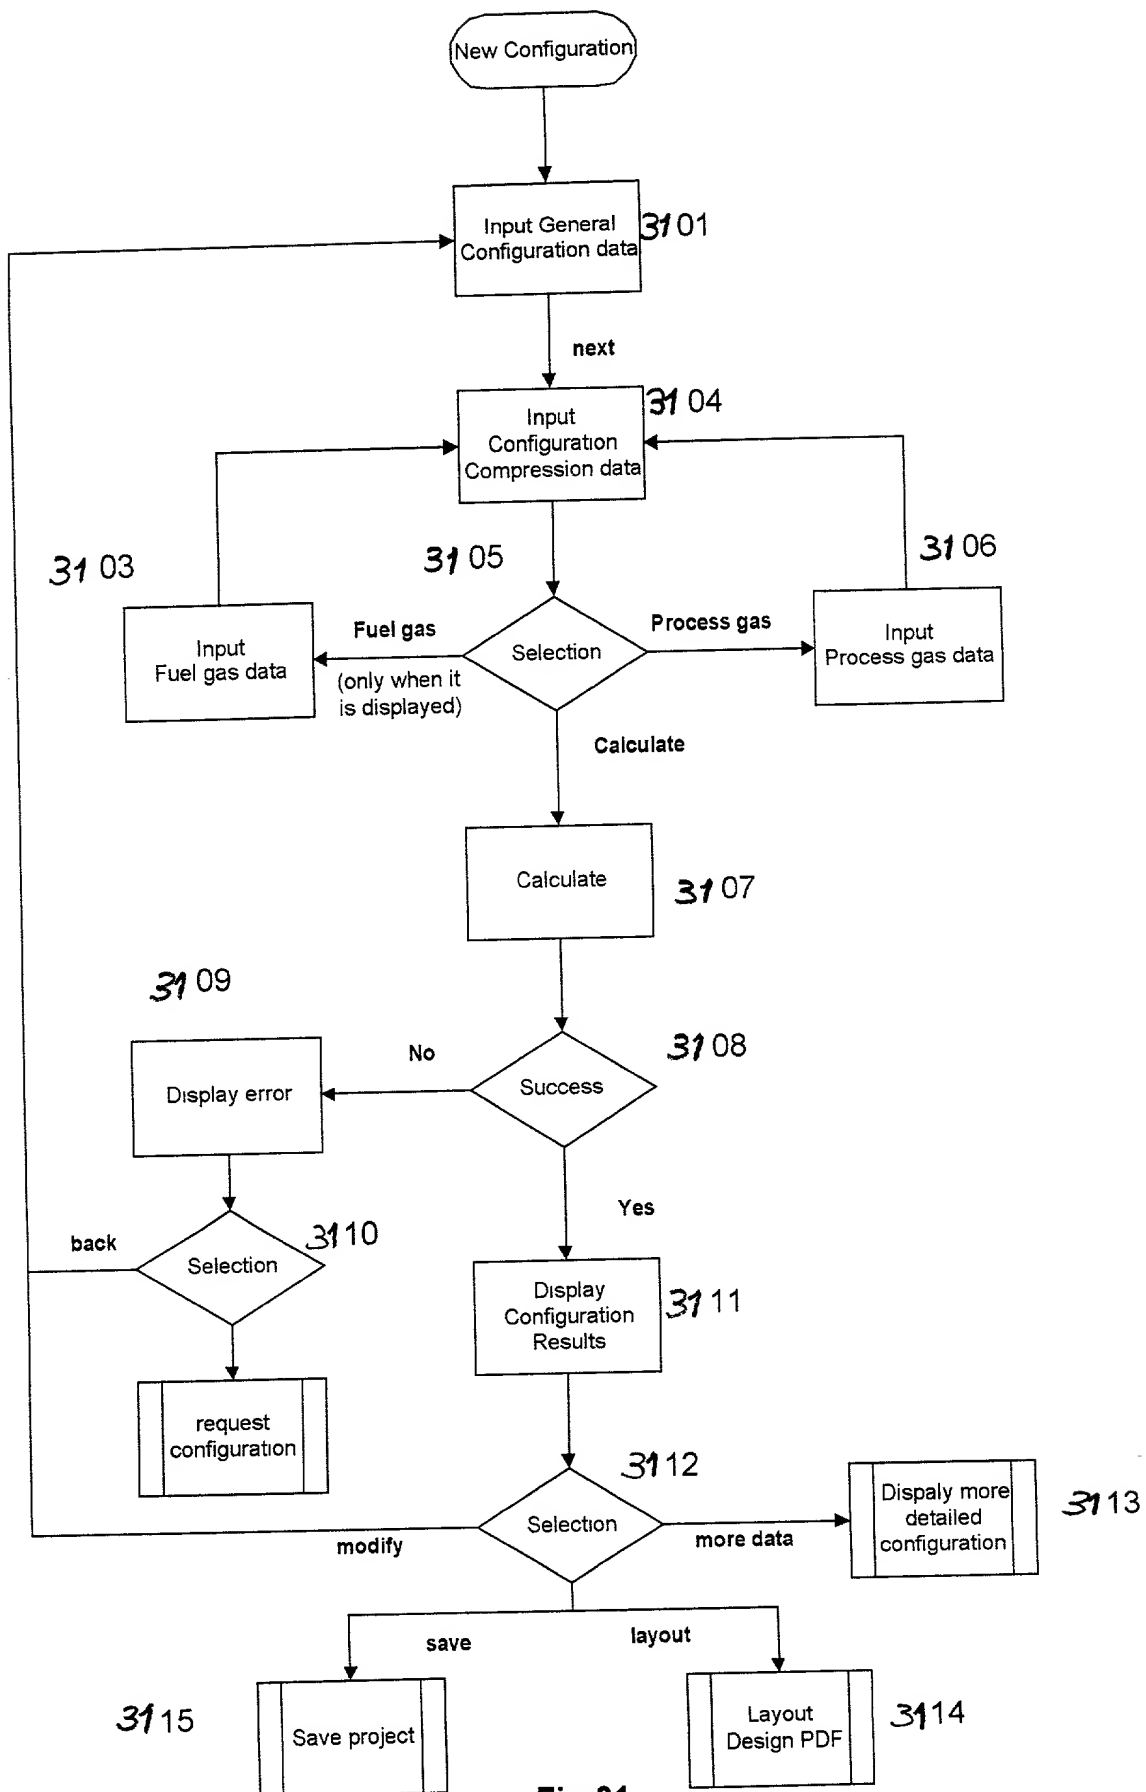 New Configuration
Input General
Configuration data
3101
next
3104
Input
Configuration
Compression data
3103
3105
3106
Fuel gas
Process gas
Input
Fuel gas data
Selection
Input
Process gas data
(only when it
is displayed)
Calculate
Calculate
3107
3109
No
3108
Display error
Success
Yes
back
3110
Selection
Display
Configuration
Results
3111
request
configuration
3112
Dispaly more
detailed
configuration
3113
Selection
modify
more data
save
layout
3115
Save project
Layout
Design PDF
3114